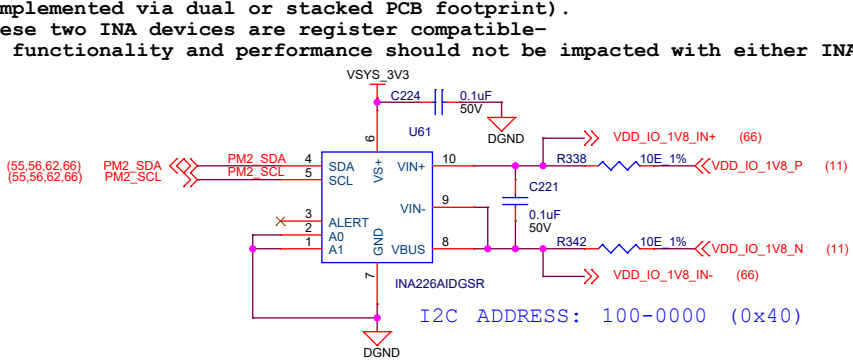 mplemented via dual or stacked PCB footprint).
ese two INA devices are register compatible-
functionality and performance should not be impacted with either INA
VSYS_3V3
C224
0.1uF
50V
DGND
6
U61
VS+
(55,56,62,66) PM2_SDA PM2_SDA 4 SDA
(55,56,62,66) PM2_SCL PM2_SCL 5 SCL
3 ALERT
2 A0
1 A1
GND
7
VIN+ 10
VIN- 9
VBUS 8
INA226AIDGSR
VDD_IO_1V8_IN+ (66)
R338 10E_1% VDD_IO_1V8_P (11)
C221
0.1uF
50V
R342 10E_1% VDD_IO_1V8_N (11)
VDD_IO_1V8_IN- (66)
I2C ADDRESS: 100-0000 (0x40)
DGND